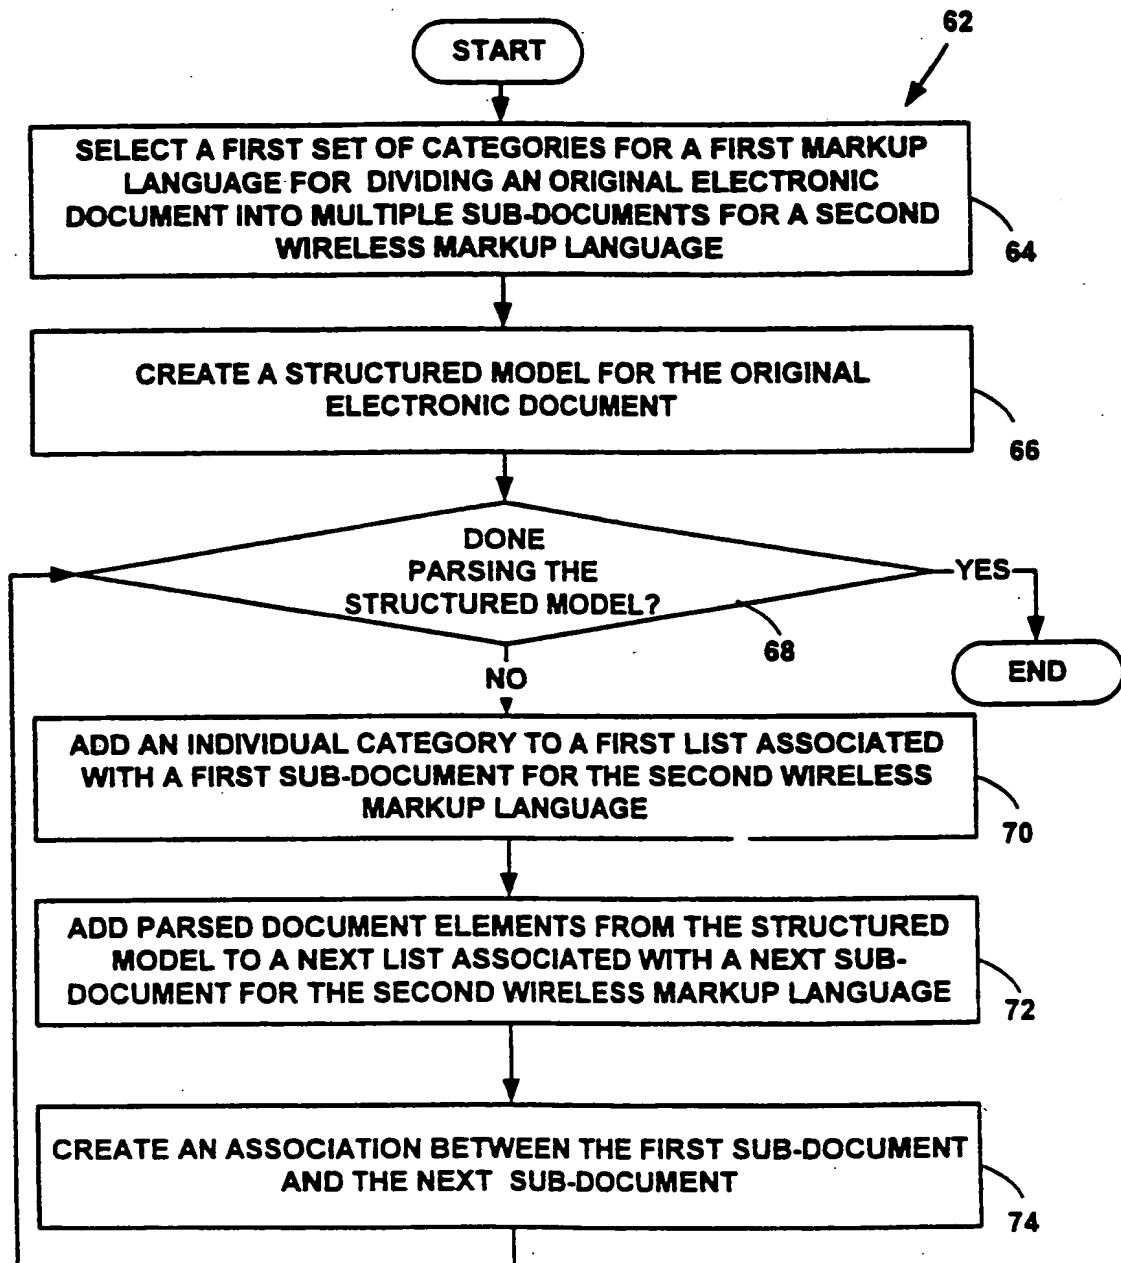 62
START
SELECT A FIRST SET OF CATEGORIES FOR A FIRST MARKUP
LANGUAGE FOR DIVIDING AN ORIGINAL ELECTRONIC
DOCUMENT INTO MULTIPLE SUB-DOCUMENTS FOR A SECOND
WIRELESS MARKUP LANGUAGE
64
CREATE A STRUCTURED MODEL FOR THE ORIGINAL
ELECTRONIC DOCUMENT
66
DONE
PARSING THE
STRUCTURED MODEL?
YES
68
END
NO
ADD AN INDIVIDUAL CATEGORY TO A FIRST LIST ASSOCIATED
WITH A FIRST SUB-DOCUMENT FOR THE SECOND WIRELESS
MARKUP LANGUAGE
70
ADD PARSED DOCUMENT ELEMENTS FROM THE STRUCTURED
MODEL TO A NEXT LIST ASSOCIATED WITH A NEXT SUB-
DOCUMENT FOR THE SECOND WIRELESS MARKUP LANGUAGE
72
CREATE AN ASSOCIATION BETWEEN THE FIRST SUB-DOCUMENT
AND THE NEXT SUB-DOCUMENT
74